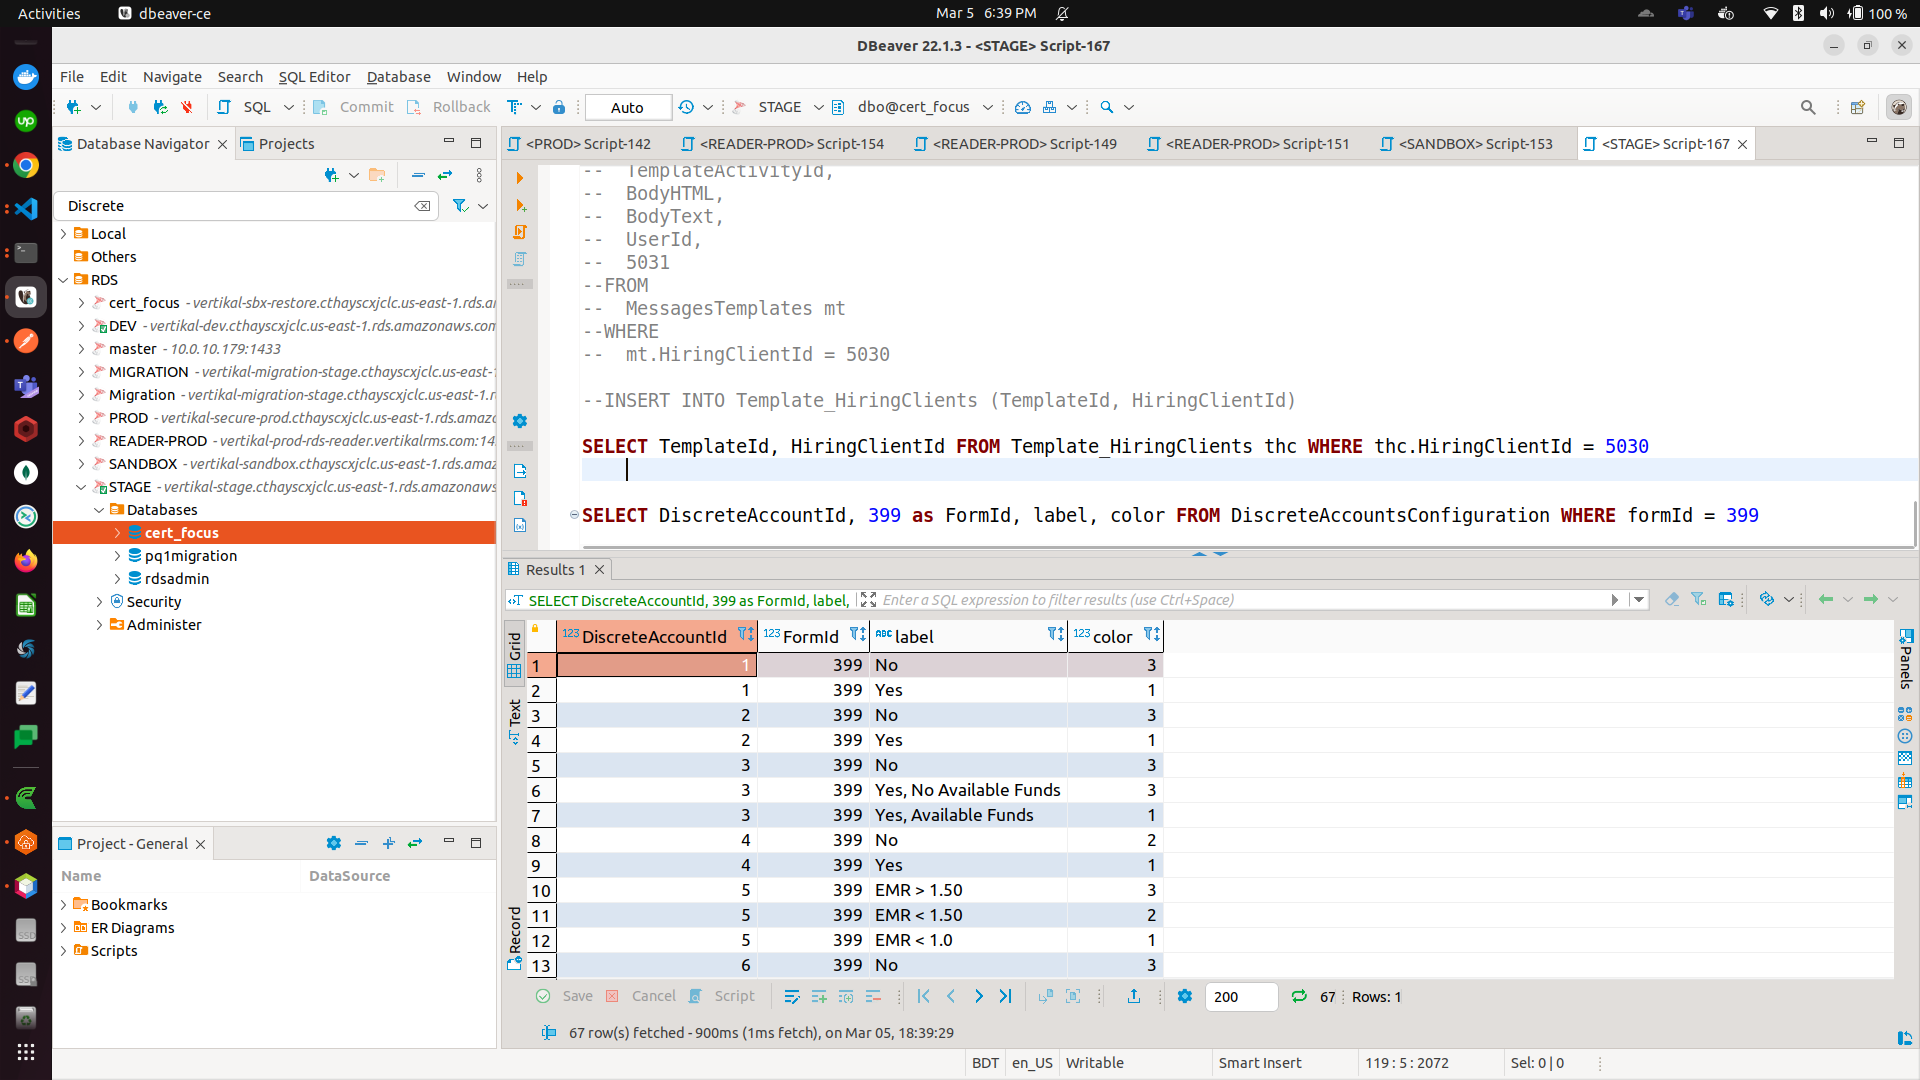 Activities
dbeaver-ce
Mar 5 6:39 PM
100 %
DBeaver 22.1.3 - <STAGE> Script-167
File Edit Navigate Search SQL Editor Database Window Help
SQL Commit Rollback Auto STAGE dbo@cert_focus
Database Navigator Projects
<PROD> Script-142 <READER-PROD> Script-154 <READER-PROD> Script-149 <READER-PROD> Script-151 <SANDBOX> Script-153 <STAGE> Script-167
Discrete
Local
Others
RDS
cert_focus - vertikal-sbx-restore.cthayscxjclc.us-east-1.rds.a
DEV - vertikal-dev.cthayscxjclc.us-east-1.rds.amazonaws.com
master - 10.0.10.179:1433
MIGRATION - vertikal-migration-stage.cthayscxjclc.us-east-1
Migration - vertikal-migration-stage.cthayscxjclc.us-east-1.r
PROD - vertikal-secure-prod.cthayscxjclc.us-east-1.rds.amazo
READER-PROD - vertikal-prod-rds-reader.vertikalrms.com:14
SANDBOX - vertikal-sandbox.cthayscxjclc.us-east-1.rds.amaz
STAGE - vertikal-stage.cthayscxjclc.us-east-1.rds.amazonaws
Databases
cert_focus
pq1migration
rdsadmin
Security
Administer
-- TemplateActivityId,
-- BodyHTML,
-- BodyText,
-- UserId,
-- 5031
--FROM
-- MessagesTemplates mt
--WHERE
-- mt.HiringClientId = 5030
--INSERT INTO Template_HiringClients (TemplateId, HiringClientId)
SELECT TemplateId, HiringClientId FROM Template_HiringClients thc WHERE thc.HiringClientId = 5030
SELECT DiscreteAccountId, 399 as FormId, label, color FROM DiscreteAccountsConfiguration WHERE formId = 399
Results 1
SELECT DiscreteAccountId, 399 as FormId, label, Enter a SQL expression to filter results (use Ctrl+Space)
Grid
Text
Record
Panels
123 DiscreteAccountId 123 FormId ABC label 123 color
1 1 399 No 3
2 1 399 Yes 1
3 2 399 No 3
4 2 399 Yes 1
5 3 399 No 3
6 3 399 Yes, No Available Funds 3
7 3 399 Yes, Available Funds 1
8 4 399 No 2
9 4 399 Yes 1
10 5 399 EMR > 1.50 3
11 5 399 EMR < 1.50 2
12 5 399 EMR < 1.0 1
13 6 399 No 3
Save Cancel Script 200 67 Rows: 1
67 row(s) fetched - 900ms (1ms fetch), on Mar 05, 18:39:29
Project - General
Name DataSource
Bookmarks
ER Diagrams
Scripts
BDT en_US Writable Smart Insert 119 : 5 : 2072 Sel: 0 | 0